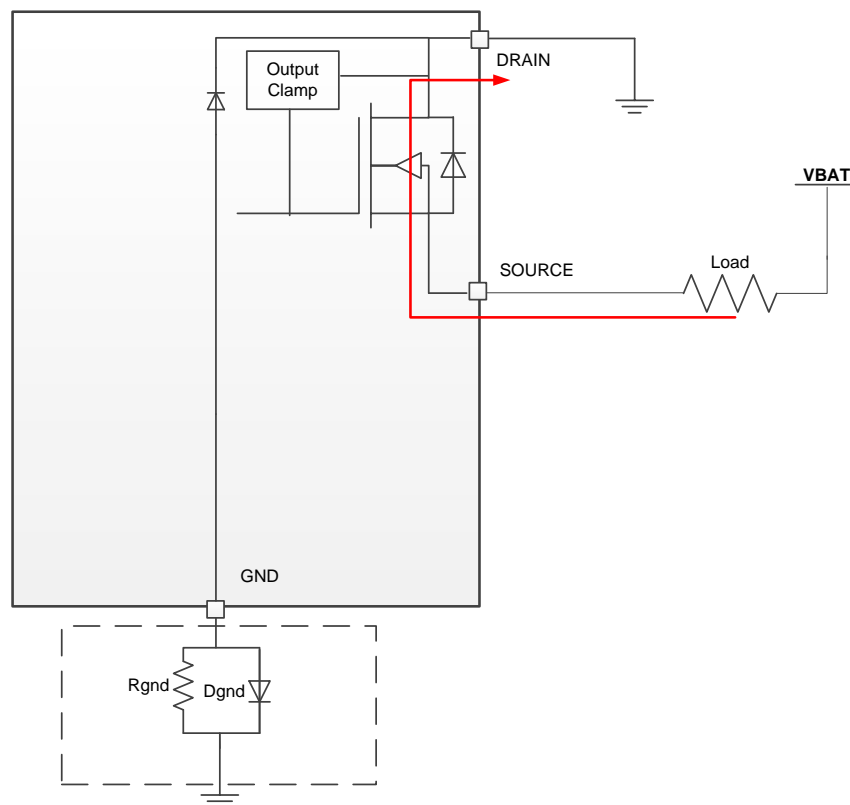 DRAIN
Output
Clamp
VBAT
SOURCE
Load
GND
Rgnd
Dgnd